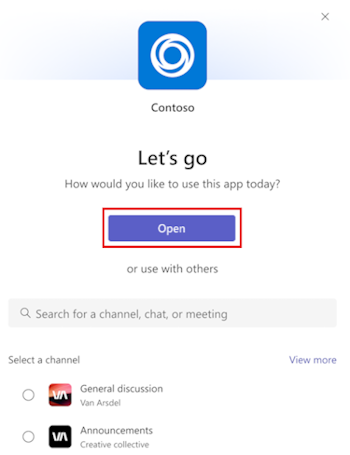 Contoso
Let's go
How would you like to use this app today?
Open
or use with others
Search for a channel, chat, or meeting
Select a channel
View more
VA
General discussion
Van Arsdel
VA
Announcements
Creative collective